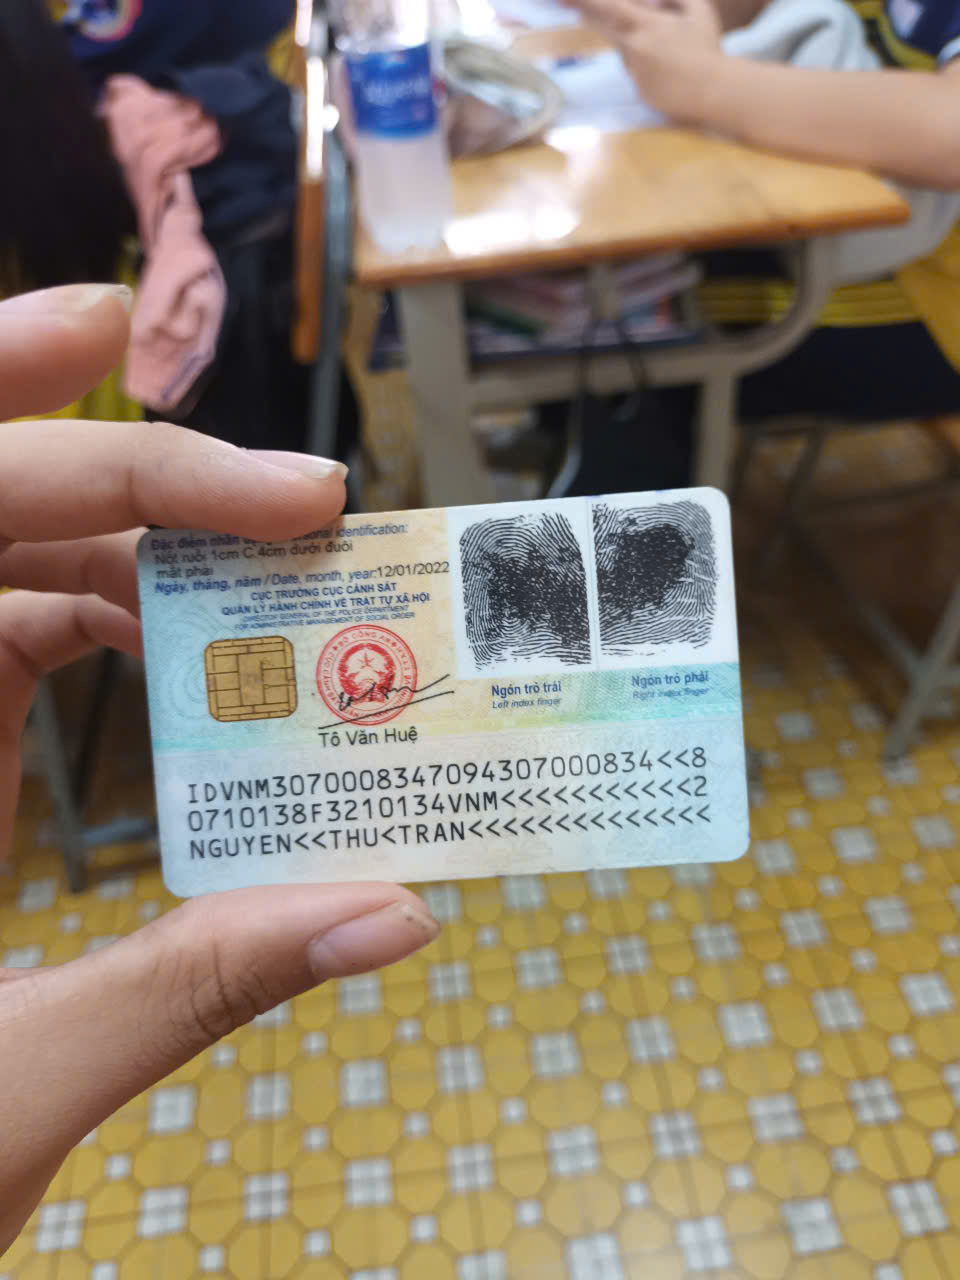 Đặc điểm nhân identification:
Nốt ruồi 1cm C.4cm dưới đuôi
mắt phải
Ngày, tháng, năm / Date, month, year:12/01/2022
CỤC TRƯỞNG CỤC CẢNH SÁT
QUẢN LÝ HÀNH CHÍNH VỀ TRẬT TỰ XÃ HỘI
DIRECTOR GENERAL OF THE POLICE DEPARTMENT
FOR ADMINISTRATIVE MANAGEMENT OF SOCIAL ORDER
BỘ CÔNG AN
Tô Văn Huệ
Ngón trỏ trái
Left index finger
Ngón trỏ phải
Right index finger
IDVNM3070008347094307000834<<8
0710138F3210134VNM<<<<<<<<<<<2
NGUYEN<<THU<TRAN<<<<<<<<<<<<<<